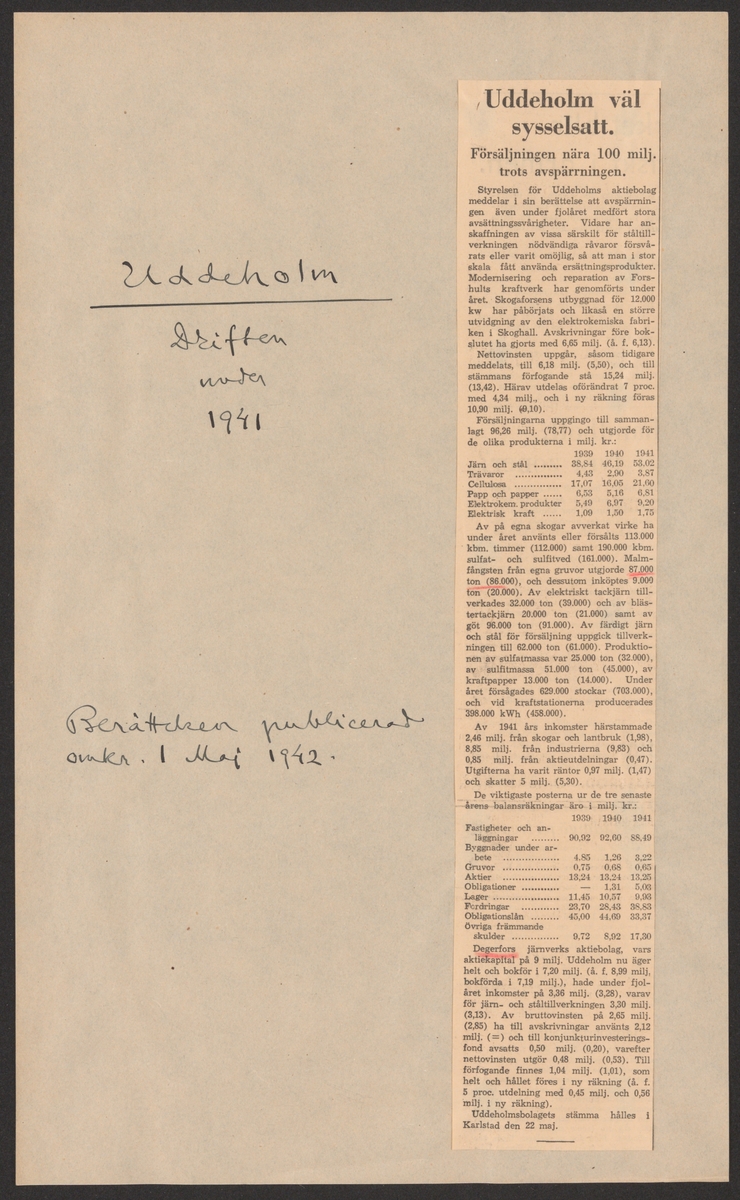 Uddeholm
Driften
under
1941
Berättelsen publicerad
omkr. 1 Maj 1942.
Uddeholm väl
sysselsatt.
Försäljningen nära 100 milj.
trots avspärrningen.
Styrelsen för Uddeholms aktiebolag
meddelar i sin berättelse att avspärrnin-
gen även under fjolåret medfört stora
avsättningssvårigheter. Vidare har an-
skaffningen av vissa särskilt för ståltill-
verkningen nödvändiga råvaror försvå-
rats eller varit omöjlig, så att man i stor
skala fått använda ersättningsprodukter.
Modernisering och reparation av Fors-
hults kraftverk har genomförts under
året. Skogaforsens utbyggnad för 12.000
kw har påbörjats och likaså en större
utvidgning av den elektrokemiska fabri-
ken i Skoghall. Avskrivningar före bok-
slutet ha gjorts med 6,65 milj. (å. f. 6,13).
Nettovinsten uppgår, såsom tidigare
meddelats, till 6,18 milj. (5,50), och till
stämmans förfogande stå 15,24 milj.
(13,42). Härav utdelas oförändrat 7 proc.
med 4,34 milj., och i ny räkning föras
10,90 milj. (9,10).
Försäljningarna uppgingo till samman-
lagt 96,26 milj. (78,77) och utgjorde för
de olika produkterna i milj. kr.:
1939 1940 1941
Järn och stål ......... 38,84 46,19 53,02
Trävaror .............. 4,43 2,90 3,87
Cellulosa .............. 17,07 16,05 21,60
Papp och papper ...... 6,53 5,16 6,81
Elektrokem. produkter 5,49 6,97 9,20
Elektrisk kraft ...... 1,09 1,50 1,75
Av på egna skogar avverkat virke ha
under året använts eller försålts 113.000
kbm. timmer (112.000) samt 190.000 kbm.
sulfat- och sulfitved (161.000). Malm-
fångsten från egna gruvor utgjorde 87.000
ton (86.000), och dessutom inköptes 9.000
ton (20.000). Av elektriskt tackjärn till-
verkades 32.000 ton (39.000) och av bläs-
tertackjärn 20.000 ton (21.000) samt av
göt 96.000 ton (91.000). Av färdigt järn
och stål för försäljning uppgick tillverk-
ningen till 62.000 ton (61.000). Produktio-
nen av sulfatmassa var 25.000 ton (32.000),
av sulfitmassa 51.000 ton (45.000), av
kraftpapper 13.000 ton (14.000). Under
året försågades 629.000 stockar (703.000),
och vid kraftstationerna producerades
398.000 kWh (458.000).
Av 1941 års inkomster härstammade
2,46 milj. från skogar och lantbruk (1,98),
8,85 milj. från industrierna (9,83) och
0,85 milj. från aktieutdelningar (0,47).
Utgifterna ha varit räntor 0,97 milj. (1,47)
och skatter 5 milj. (5,30).
De viktigaste posterna ur de tre senaste
årens balansräkningar äro i milj. kr.:
1939 1940 1941
Fastigheter och an-
läggningar ......... 90,92 92,60 88,49
Byggnader under ar-
bete .................. 4,85 1,26 3,22
Gruvor .................. 0,75 0,68 0,65
Aktier .................. 13,24 13,24 13,25
Obligationer ............ — 1,31 5,03
Lager ..................... 11,45 10,57 9,93
Fordringar ............ 23,70 28,43 38,83
Obligationslån ......... 45,00 44,69 33,37
Övriga främmande
skulder ............... 9,72 8,92 17,30
Degerfors järnverks aktiebolag, vars
aktiekapital på 9 milj. Uddeholm nu äger
helt och bokför i 7,20 milj. (å. f. 8,99 milj,
bokförda i 7,19 milj.), hade under fjol-
året inkomster på 3,36 milj. (3,28), varav
för järn- och ståltillverkningen 3,30 milj.
(3,13). Av bruttovinsten på 2,65 milj.
(2,85) ha till avskrivningar använts 2,12
milj. (=) och till konjunkturinvesterings-
fond avsatts 0,50 milj. (0,20), varefter
nettovinsten utgör 0,48 milj. (0,53). Till
förfogande finnes 1,04 milj. (1,01), som
helt och hållet föres i ny räkning (å. f.
5 proc. utdelning med 0,45 milj. och 0,56
milj. i ny räkning).
Uddeholmsbolagets stämma hålles i
Karlstad den 22 maj.